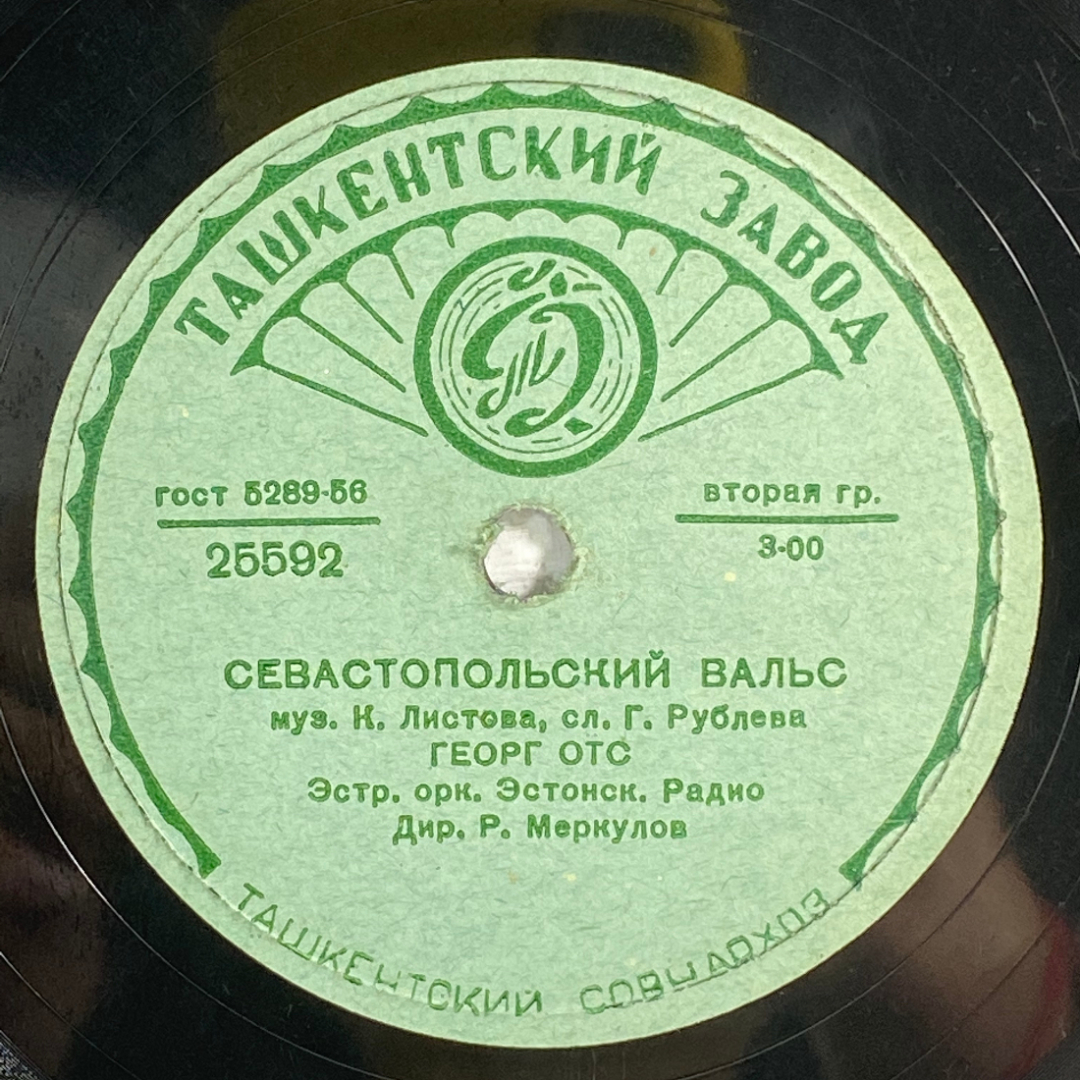 ТАШКЕНТСКИЙ ЗАВОД
ГОСТ 5289-56
25592
вторая гр.
3-00
СЕВАСТОПОЛЬСКИЙ ВАЛЬС
муз. К. Листова, сл. Г. Рублева
ГЕОРГ ОТС
Эстр. орк. Эстонск. Радио
Дир. Р. Меркулов
ТАШКЕНТСКИЙ СОВНАРХОЗ